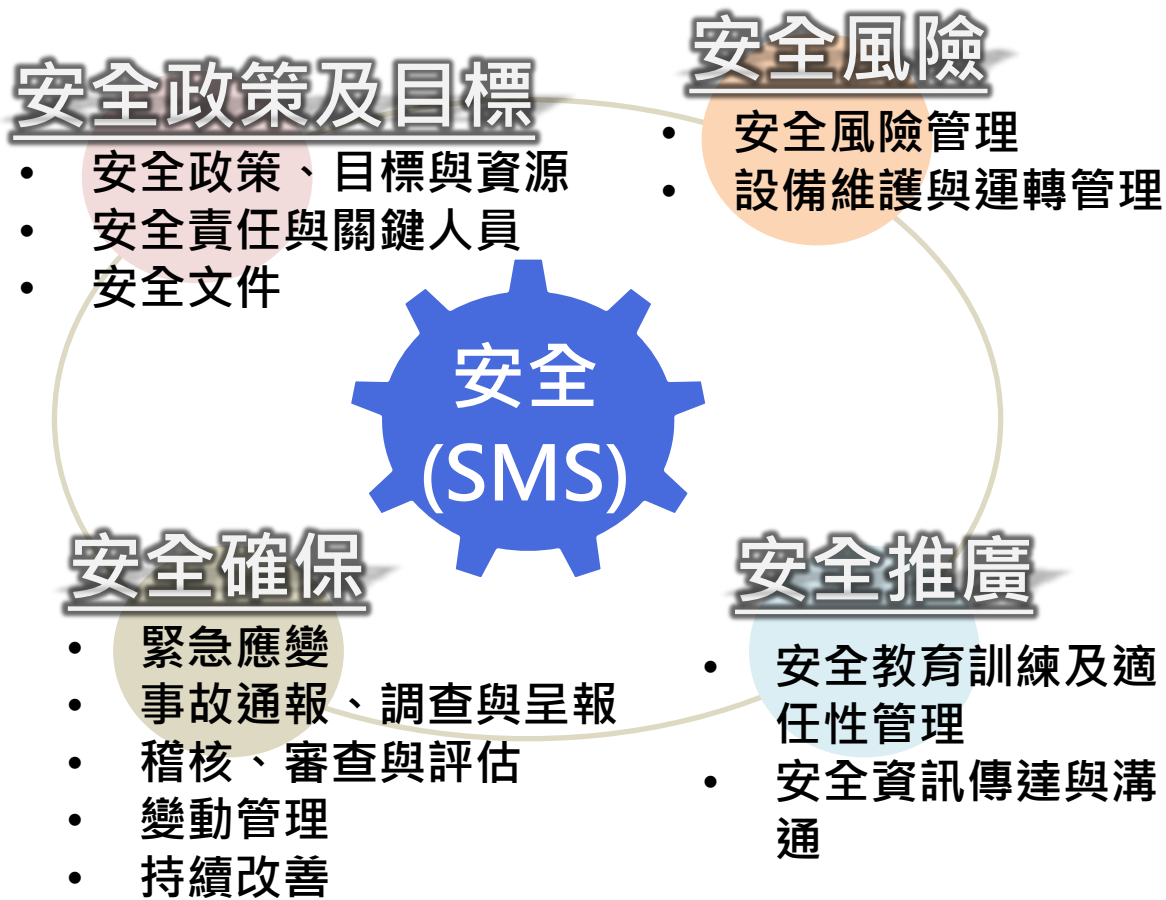 安全政策及目標
• 安全政策、目標與資源
• 安全責任與關鍵人員
• 安全文件
安全風險
• 安全風險管理
• 設備維護與運轉管理
安全
(SMS)
安全確保
• 緊急應變
• 事故通報、調查與呈報
• 稽核、審查與評估
• 變動管理
• 持續改善
安全推廣
• 安全教育訓練及適
任性管理
• 安全資訊傳達與溝
通